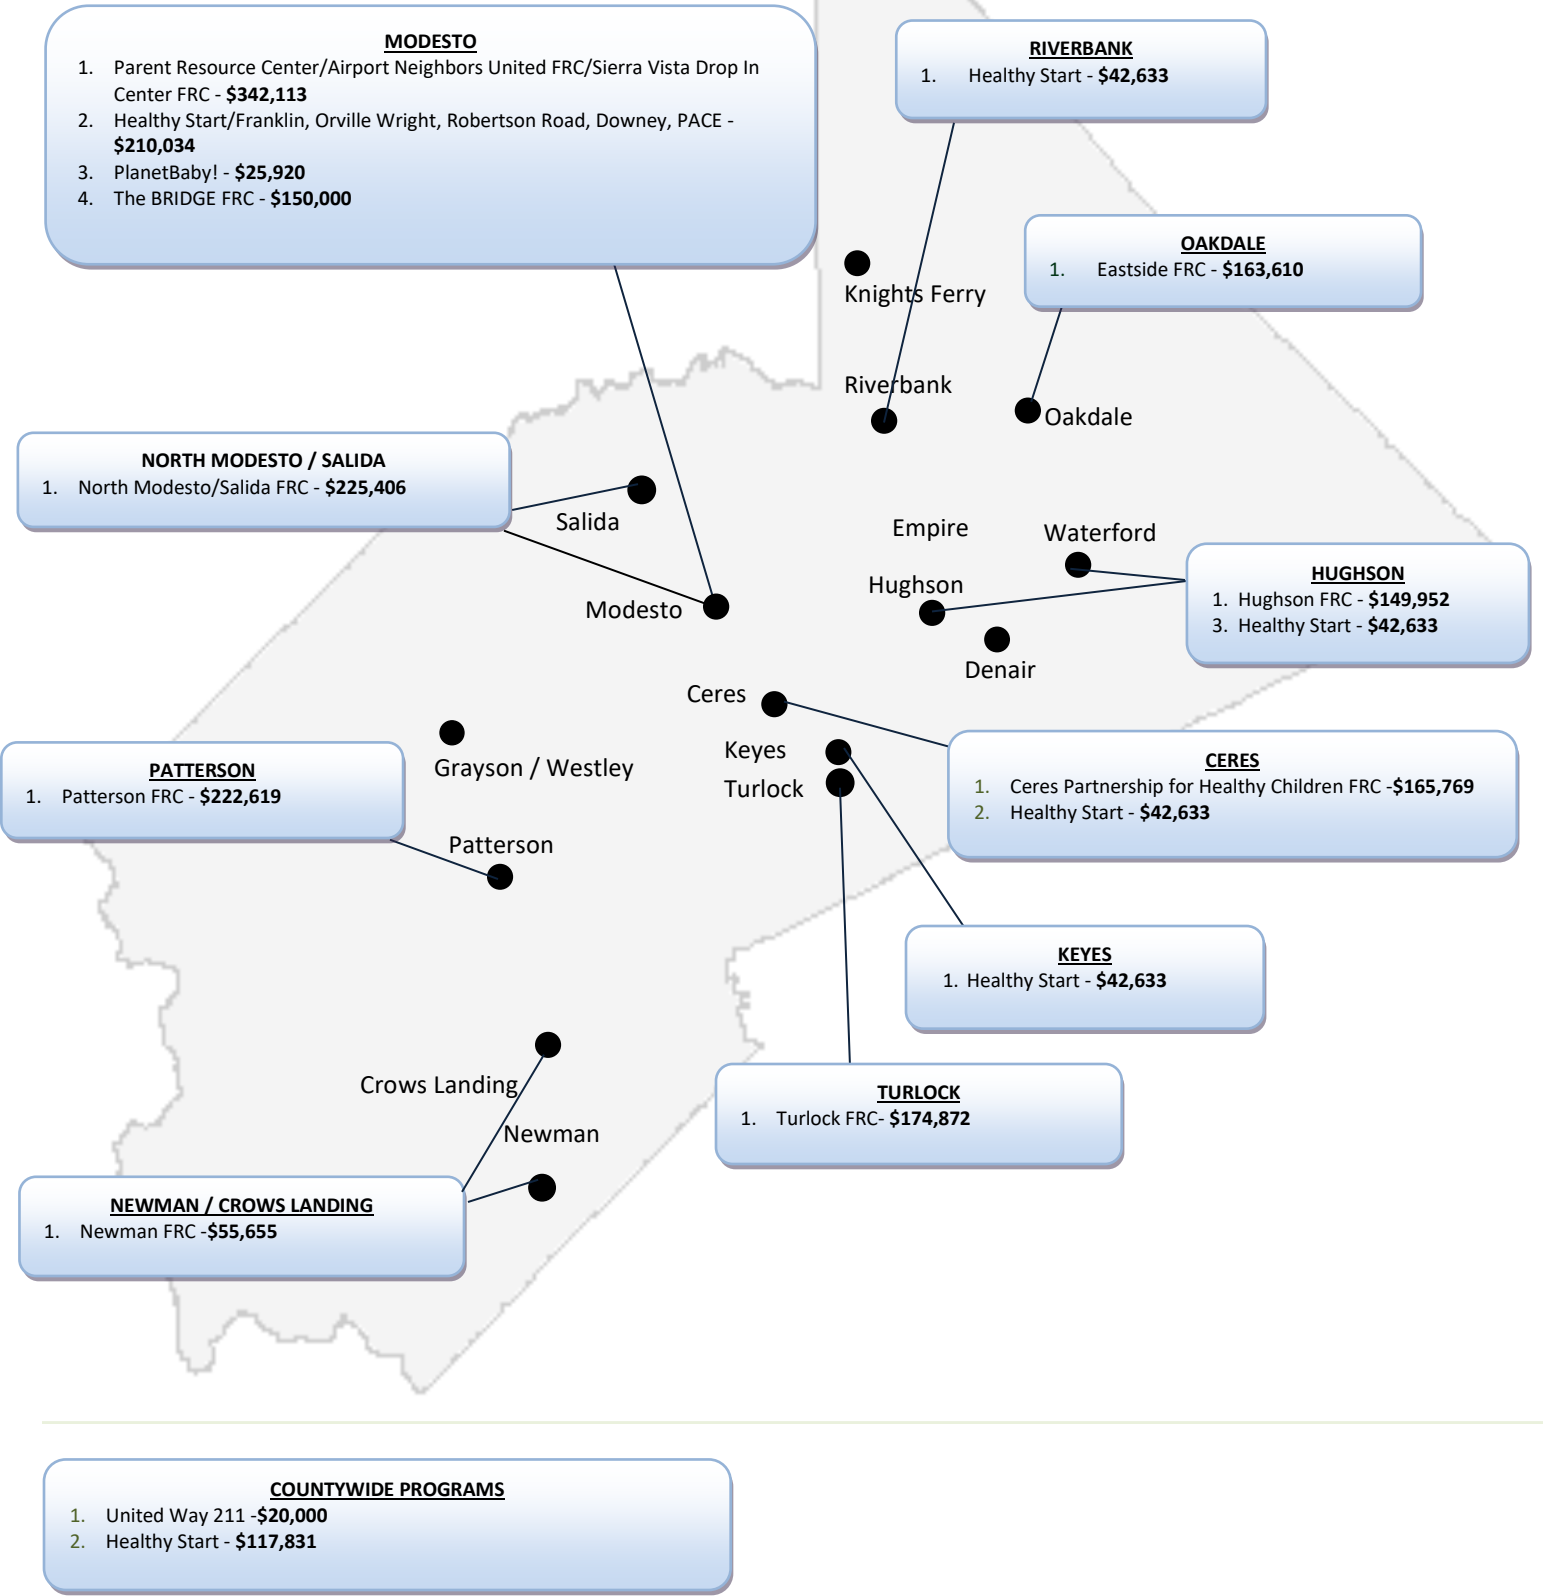 MODESTO
1. Parent Resource Center/Airport Neighbors United FRC/Sierra Vista Drop In
Center FRC - $342,113
2. Healthy Start/Franklin, Orville Wright, Robertson Road, Downey, PACE -
$210,034
3. PlanetBaby! - $25,920
4. The BRIDGE FRC - $150,000
RIVERBANK
1. Healthy Start - $42,633
OAKDALE
1. Eastside FRC - $163,610
Knights Ferry
Riverbank
Oakdale
NORTH MODESTO / SALIDA
1. North Modesto/Salida FRC - $225,406
Salida
Empire
Waterford
Hughson
Modesto
HUGHSON
1. Hughson FRC - $149,952
3. Healthy Start - $42,633
Denair
Ceres
Keyes
Turlock
Grayson / Westley
PATTERSON
1. Patterson FRC - $222,619
Patterson
CERES
1. Ceres Partnership for Healthy Children FRC -$165,769
2. Healthy Start - $42,633
KEYES
1. Healthy Start - $42,633
Crows Landing
Newman
TURLOCK
1. Turlock FRC- $174,872
NEWMAN / CROWS LANDING
1. Newman FRC -$55,655
COUNTYWIDE PROGRAMS
1. United Way 211 -$20,000
2. Healthy Start - $117,831